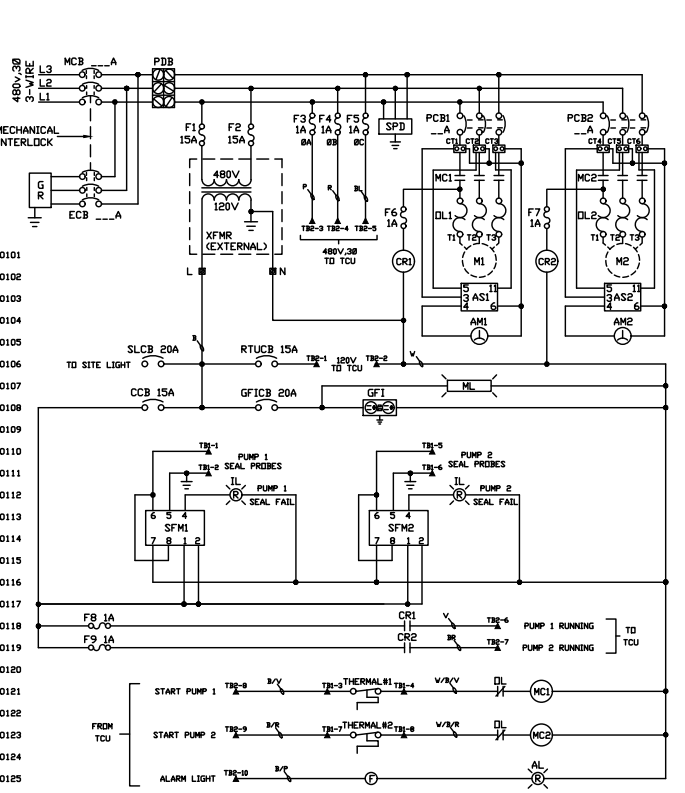 480v,30
3-WIRE
L3
L2
L1
MCB ___A
PDB
MECHANICAL
INTERLOCK
G
R
ECB ___A
F1
15A
F2
15A
480V
120V
XFMR
(EXTERNAL)
L
N
F3 F4 F5
1A 1A 1A
ØA ØB ØC
P R BL
TB2-3 TB2-4 TB2-5
480V,30
TO TCU
SPD
PCB1
__A
CT1 CT2 CT3
MC1
F6
1A
OL1
T1 T2 T3
CR1
M1
5 11
3 AS1
4 6
AM1
PCB2
__A
CT4 CT5 CT6
MC2
F7
1A
OL2
T1 T2 T3
CR2
M2
5 11
3 AS2
4 6
AM2
0101
0102
0103
0104
0105
B
0106
TO SITE LIGHT
SLCB 20A
RTUCB 15A
TB2-1 120V TB2-2
TO TCU
W
0107
ML
0108
CCB 15A
GFICB 20A
GFI
0109
0110
TB1-1
PUMP 1
SEAL PROBES
TB1-5
PUMP 2
SEAL PROBES
0111
TB1-2
TB1-6
0112
IL
R
PUMP 1
SEAL FAIL
IL
R
PUMP 2
SEAL FAIL
0113
6 5 4
6 5 4
SFM1
SFM2
0114
7 8 1 2
7 8 1 2
0115
0116
0117
0118
F8 1A
CR1
V
TB2-6
PUMP 1 RUNNING
0119
F9 1A
CR2
BR
TB2-7
PUMP 2 RUNNING
TO
TCU
0120
0121
START PUMP 1
TB2-8
B/V
TB1-3
THERMAL#1
TB1-4
W/B/V
OL
MC1
0122
FROM
TCU
0123
START PUMP 2
TB2-9
B/R
TB1-7
THERMAL#2
TB1-8
W/B/R
OL
MC2
0124
0125
ALARM LIGHT
TB2-10
B/P
F
AL
R